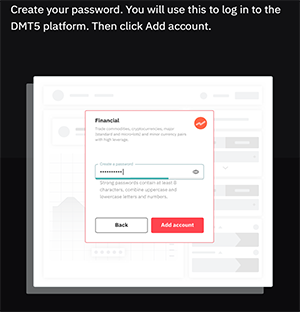 Create your password. You will use this to log in to the
DMT5 platform. Then click Add account.
Financial
Trade commodities, cryptocurrencies, major
(standard and micro-lots) and minor currency pairs
with high leverage.
Create a password
Strong passwords contain at least 8
characters, combine uppercase and
lowercase letters and numbers.
Back
Add account